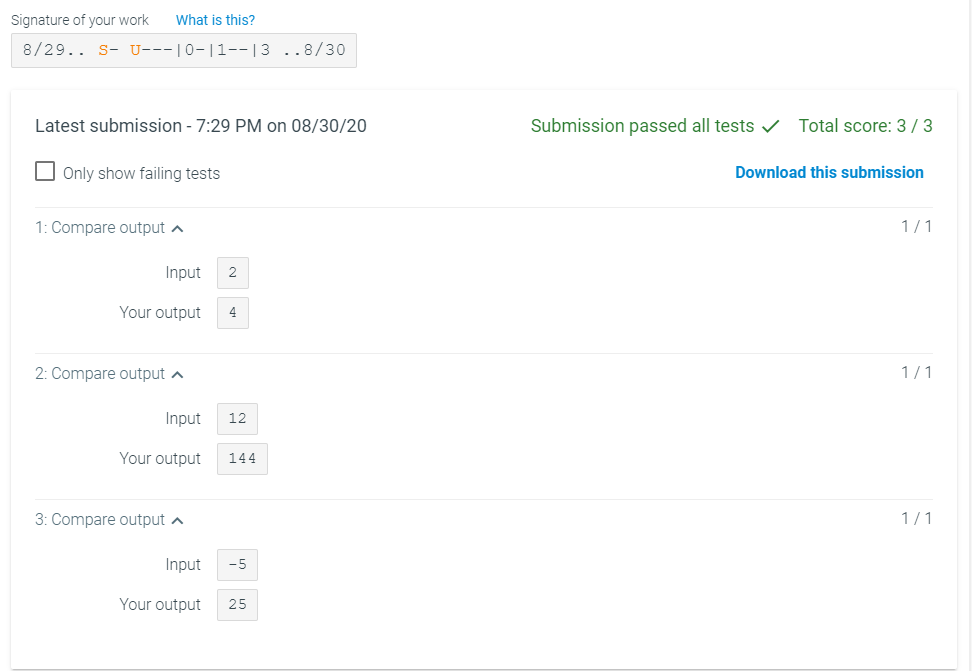 Signature of your work What is this?
8/29.. S- U---|0-|1--|3 ..8/30
Latest submission - 7:29 PM on 08/30/20 Submission passed all tests ✓ Total score: 3 / 3
Only show failing tests Download this submission
1: Compare output 1 / 1
Input 2
Your output 4
2: Compare output 1 / 1
Input 12
Your output 144
3: Compare output 1 / 1
Input -5
Your output 25